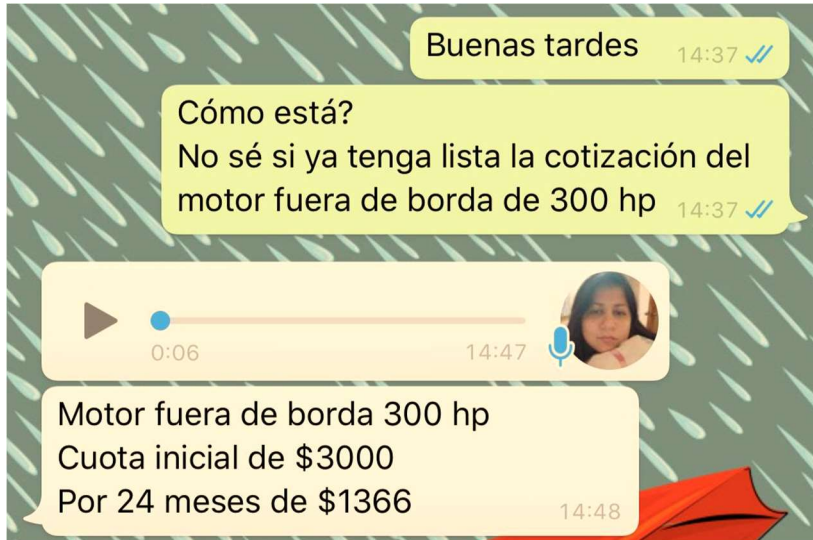 Buenas tardes
14:37
Cómo está?
No sé si ya tenga lista la cotización del
motor fuera de borda de 300 hp
14:37
0:06
14:47
Motor fuera de borda 300 hp
Cuota inicial de $3000
Por 24 meses de $1366
14:48